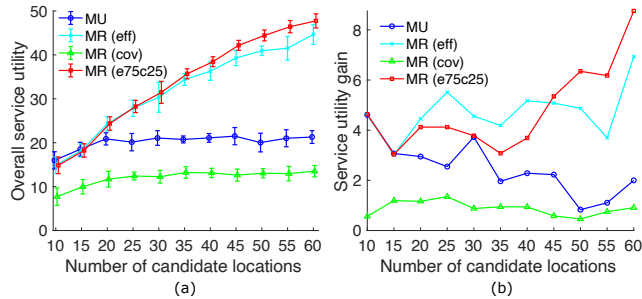 (a)
Overall service utility
50
40
30
20
10
0
MU
MR (eff)
MR (cov)
MR (e75c25)
10 15 20 25 30 35 40 45 50 55 60
Number of candidate locations
(a)
(b)
Service utility gain
8
6
4
2
0
MU
MR (eff)
MR (cov)
MR (e75c25)
10 15 20 25 30 35 40 45 50 55 60
Number of candidate locations
(b)